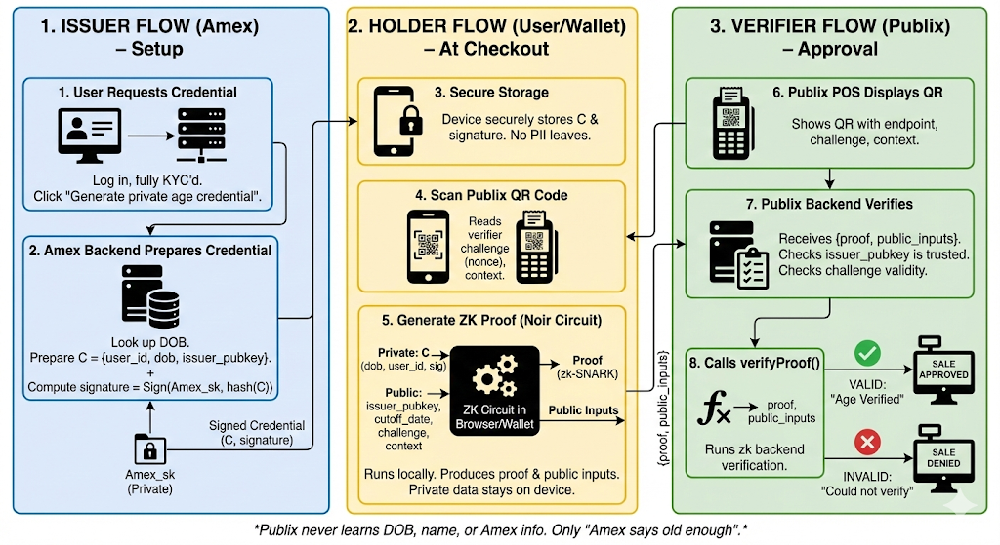 1. ISSUER FLOW (Amex)
– Setup
1. User Requests Credential
Log in, fully KYC'd.
Click "Generate private age credential".
2. Amex Backend Prepares Credential
Look up DOB.
Prepare C = {user_id, dob, issuer_pubkey}.
+
Compute signature = Sign(Amex_sk, hash(C))
Signed Credential
(C, signature)
Amex_sk
(Private)
2. HOLDER FLOW (User/Wallet)
– At Checkout
3. Secure Storage
Device securely stores C &
signature. No PII leaves.
4. Scan Publix QR Code
Reads
verifier
challenge
(nonce),
context.
5. Generate ZK Proof (Noir Circuit)
Private: C
(dob, user_id, sig)
Public:
issuer_pubkey,
cutoff_date,
challenge,
context
ZK Circuit in
Browser/Wallet
Proof
(zk-SNARK)
Public Inputs
Runs locally. Produces proof & public inputs.
Private data stays on device.
3. VERIFIER FLOW (Publix)
– Approval
6. Publix POS Displays QR
Shows QR with endpoint,
challenge, context.
7. Publix Backend Verifies
Receives {proof, public_inputs}.
Checks issuer_pubkey is trusted.
Checks challenge validity.
{proof, public_inputs}
8. Calls verifyProof()
fx
proof,
public_inputs
Runs zk backend
verification.
VALID:
"Age Verified"
SALE
APPROVED
INVALID:
"Could not verify"
SALE
DENIED
*Publix never learns DOB, name, or Amex info. Only "Amex says old enough".*